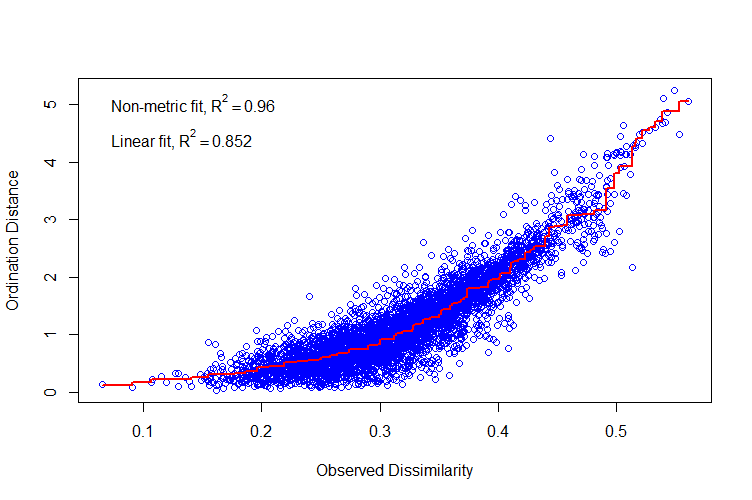 Non-metric fit, R² = 0.96
Linear fit, R² = 0.852
5
4
3
2
1
0
Ordination Distance
0.1 0.2 0.3 0.4 0.5
Observed Dissimilarity